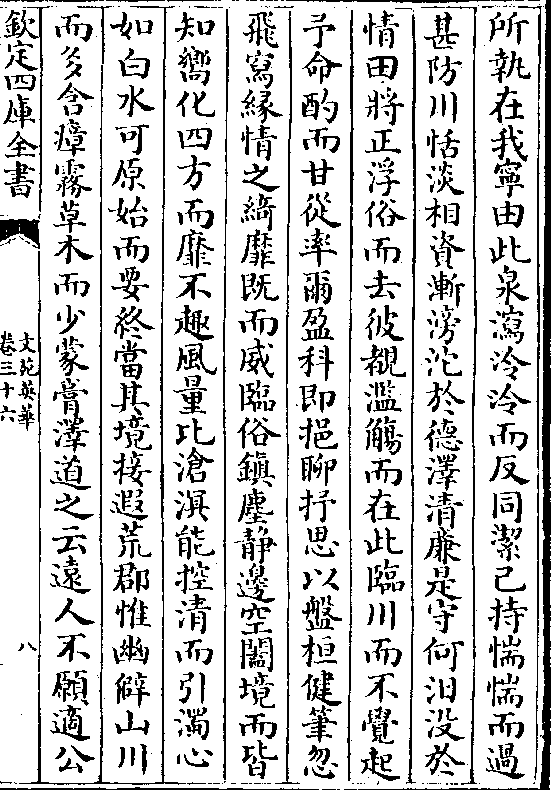 所執在我寧由此泉瀉泠泠而反同潔己持惴惴而過
甚防川恬淡相資漸滂沱於德澤清廉是守何汨没於
情田將正浮俗而去彼覩濫觴而在此臨川而不覺起
予命酌而甘從率爾盈科即挹聊抒思以盤桓健筆忽
飛寫緣情之綺靡既而威臨俗鎮塵静邊空闔境而皆
知嚮化四方而靡不趣風量比滄溟能控清而引濁心
如白水可原始而要終當其境接遐荒郡惟幽僻山川
而多含瘴霧草木而少蒙膏澤道之云遠人不願適公
欽定四庫全書
文苑英華
卷三十六
八